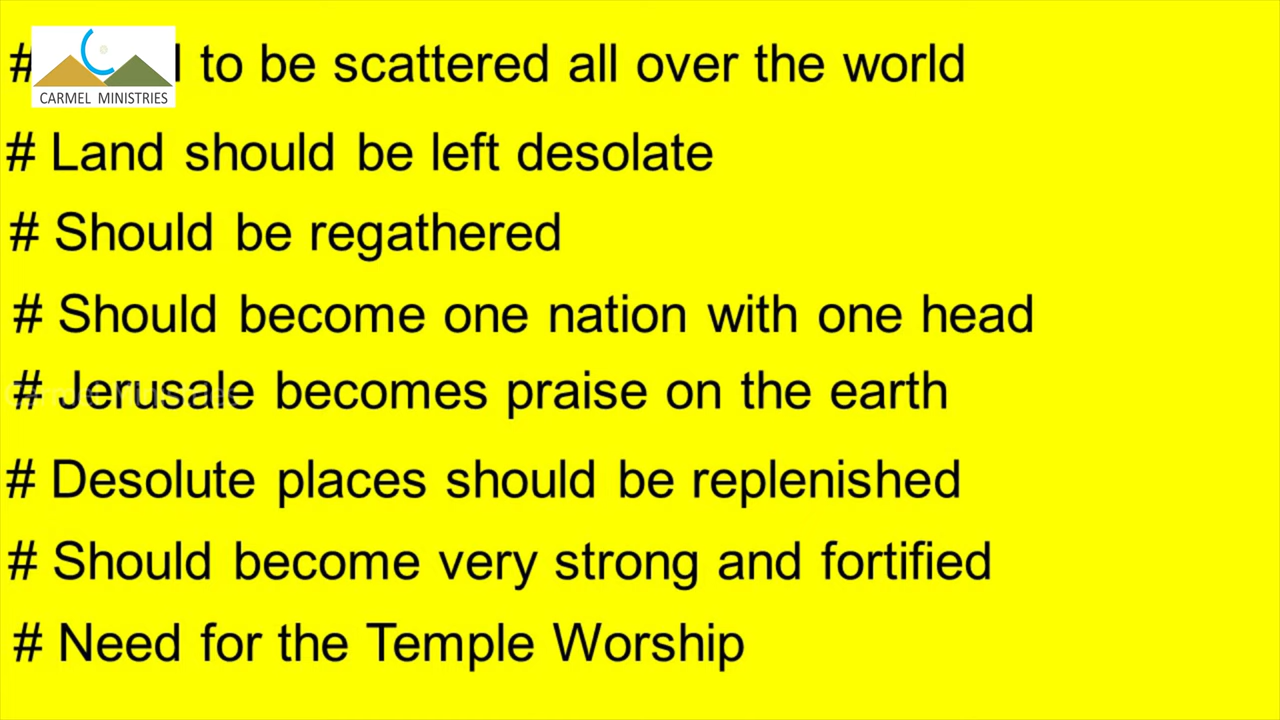 # to be scattered all over the world
CARMEL MINISTRIES
# Land should be left desolate
# Should be regathered
# Should become one nation with one head
# Jerusale becomes praise on the earth
# Desolute places should be replenished
# Should become very strong and fortified
# Need for the Temple Worship